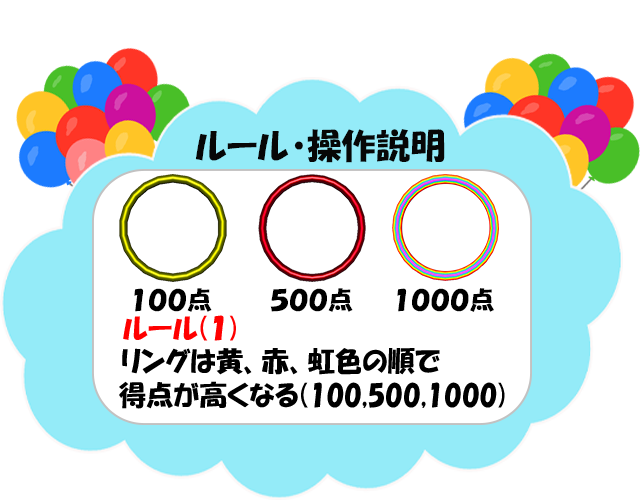 ルール・操作説明
100点 500点 1000点
ルール(1)
リングは黄、赤、虹色の順で
得点が高くなる(100,500,1000)